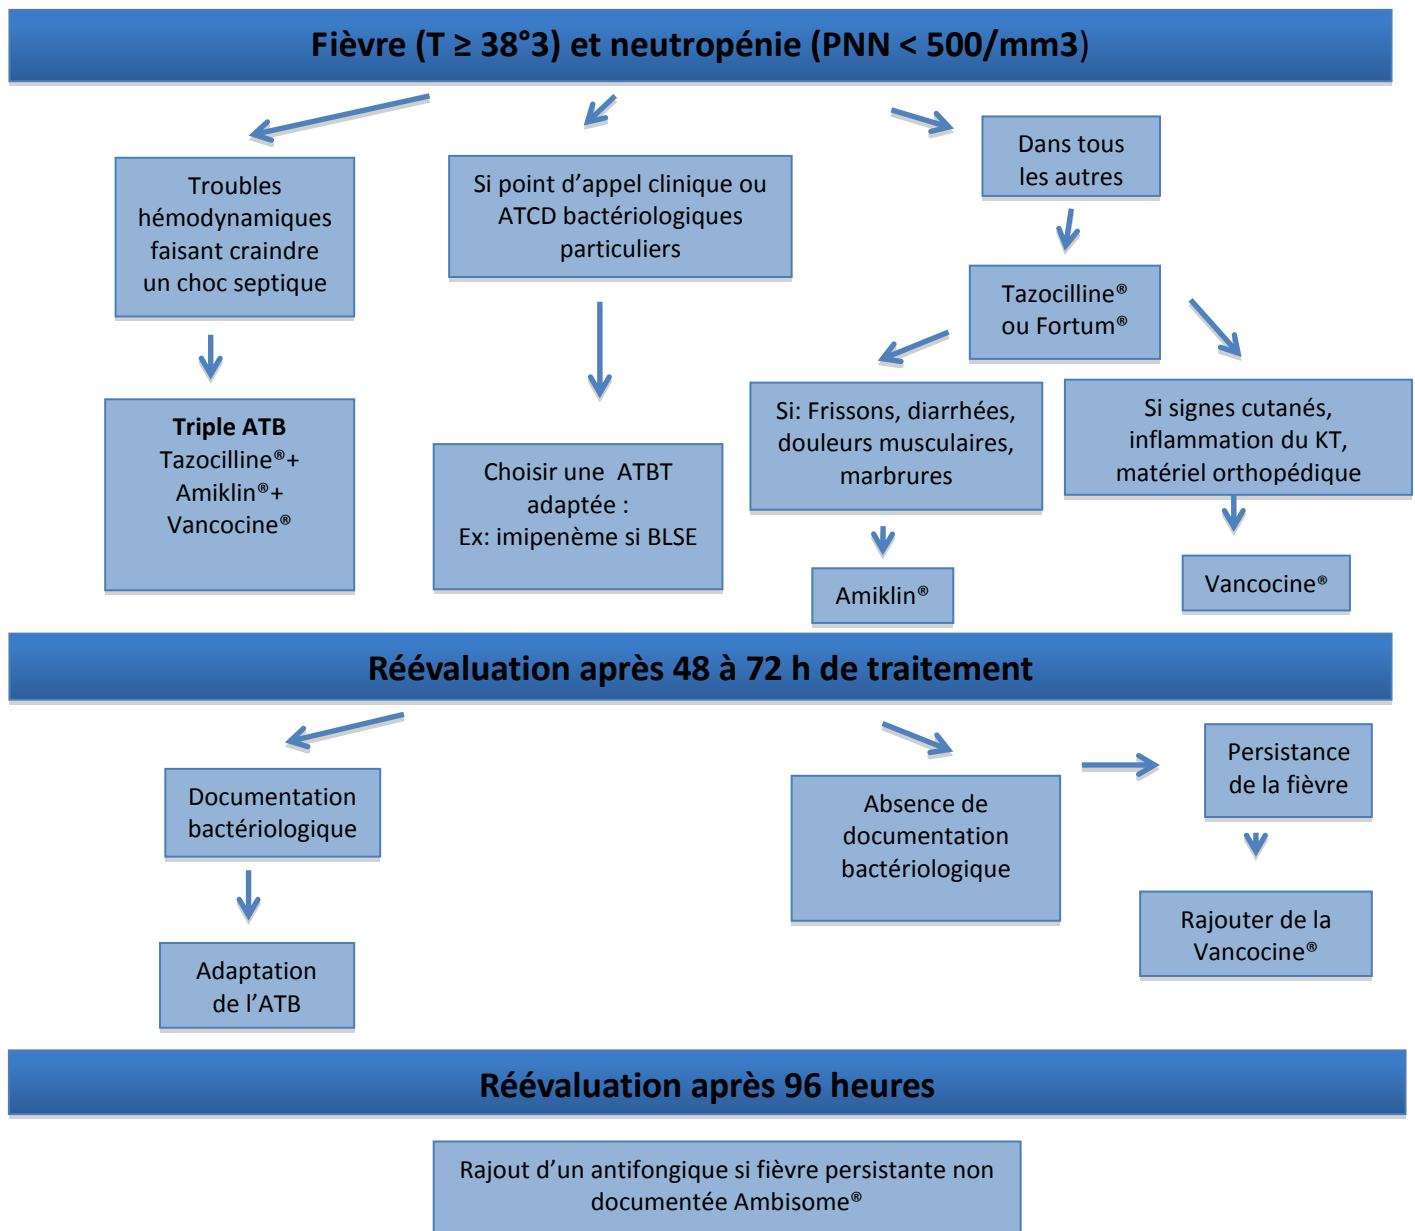 Fièvre (T ≥ 38°3) et neutropénie (PNN < 500/mm3)
Troubles
hémodynamiques
faisant craindre
un choc septique
Triple ATB
Tazocilline®+
Amiklin®+
Vancocine®
Si point d’appel clinique ou
ATCD bactériologiques
particuliers
Choisir une ATBT
adaptée :
Ex: imipenème si BLSE
Dans tous
les autres
Tazocilline®
ou Fortum®
Si: Frissons, diarrhées,
douleurs musculaires,
marbrures
Amiklin®
Si signes cutanés,
inflammation du KT,
matériel orthopédique
Vancocine®
Réévaluation après 48 à 72 h de traitement
Documentation
bactériologique
Adaptation
de l’ATB
Absence de
documentation
bactériologique
Persistance
de la fièvre
Rajouter de la
Vancocine®
Réévaluation après 96 heures
Rajout d’un antifongique si fièvre persistante non
documentée Ambisome®